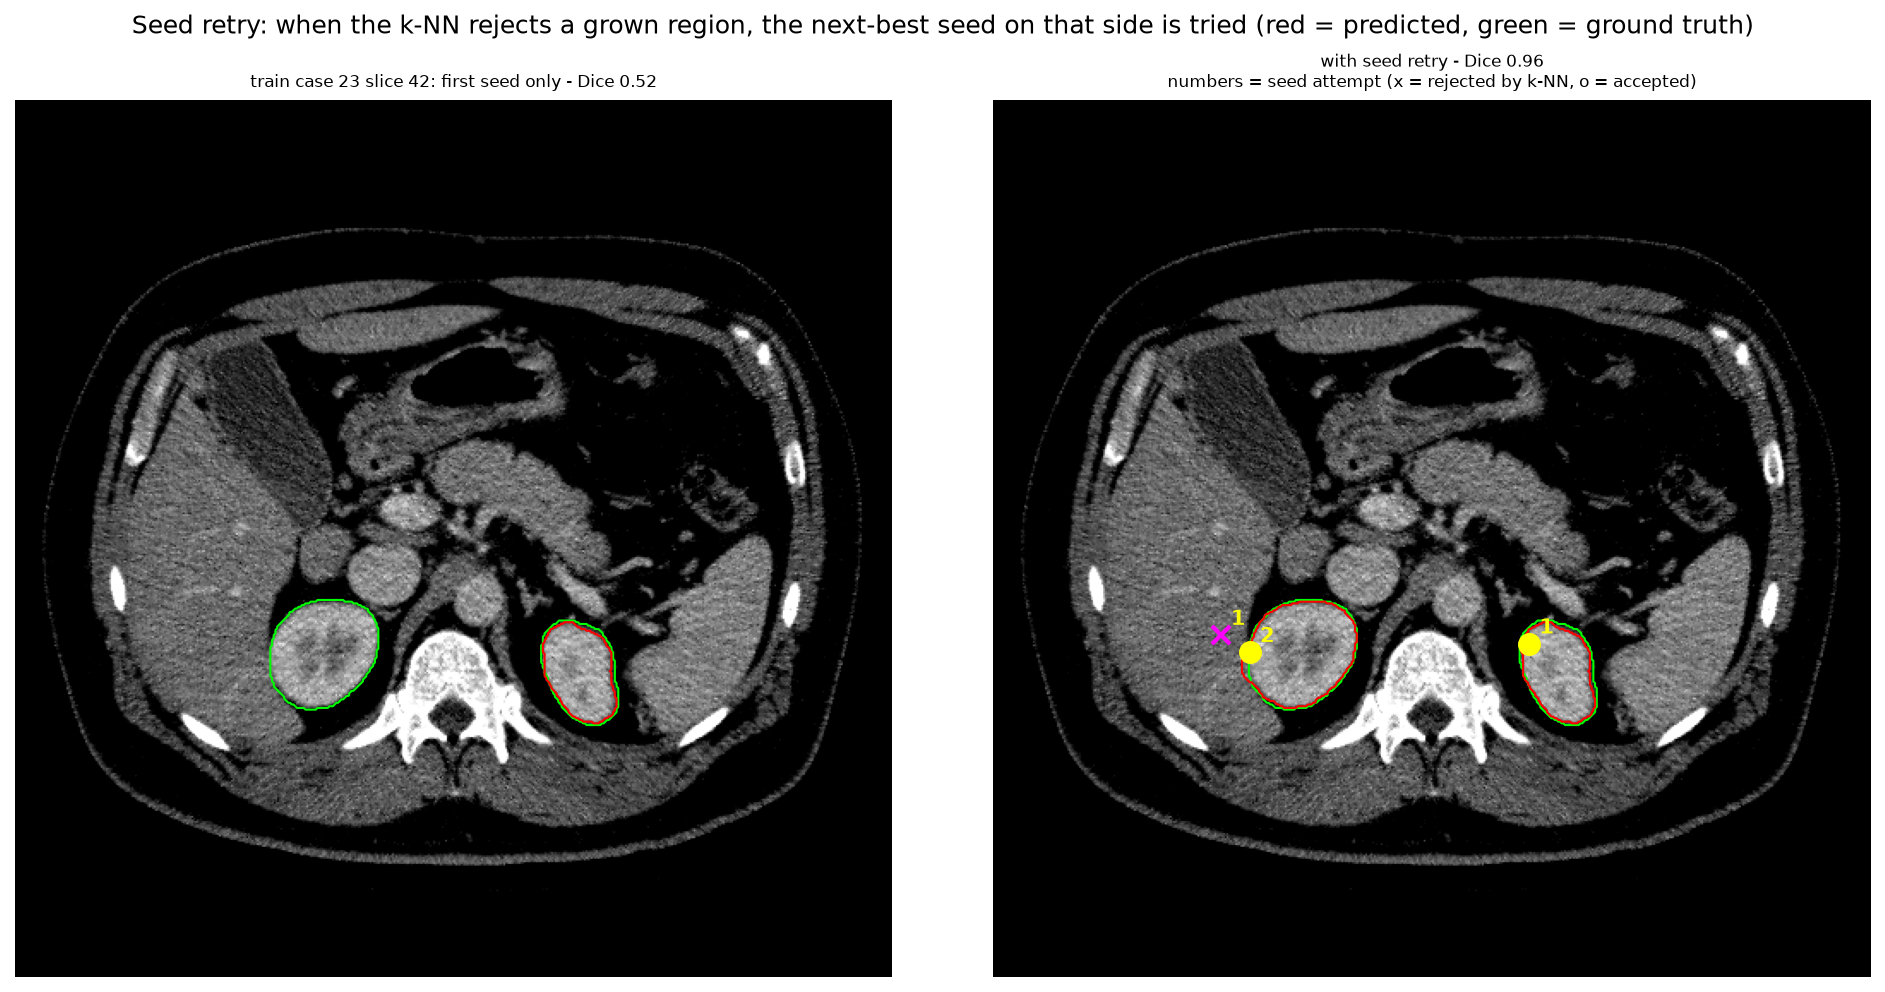 Seed retry: when the k-NN rejects a grown region, the next-best seed on that side is tried (red = predicted, green = ground truth)
train case 23 slice 42: first seed only - Dice 0.52
with seed retry - Dice 0.96
numbers = seed attempt (x = rejected by k-NN, o = accepted)
1
2
1